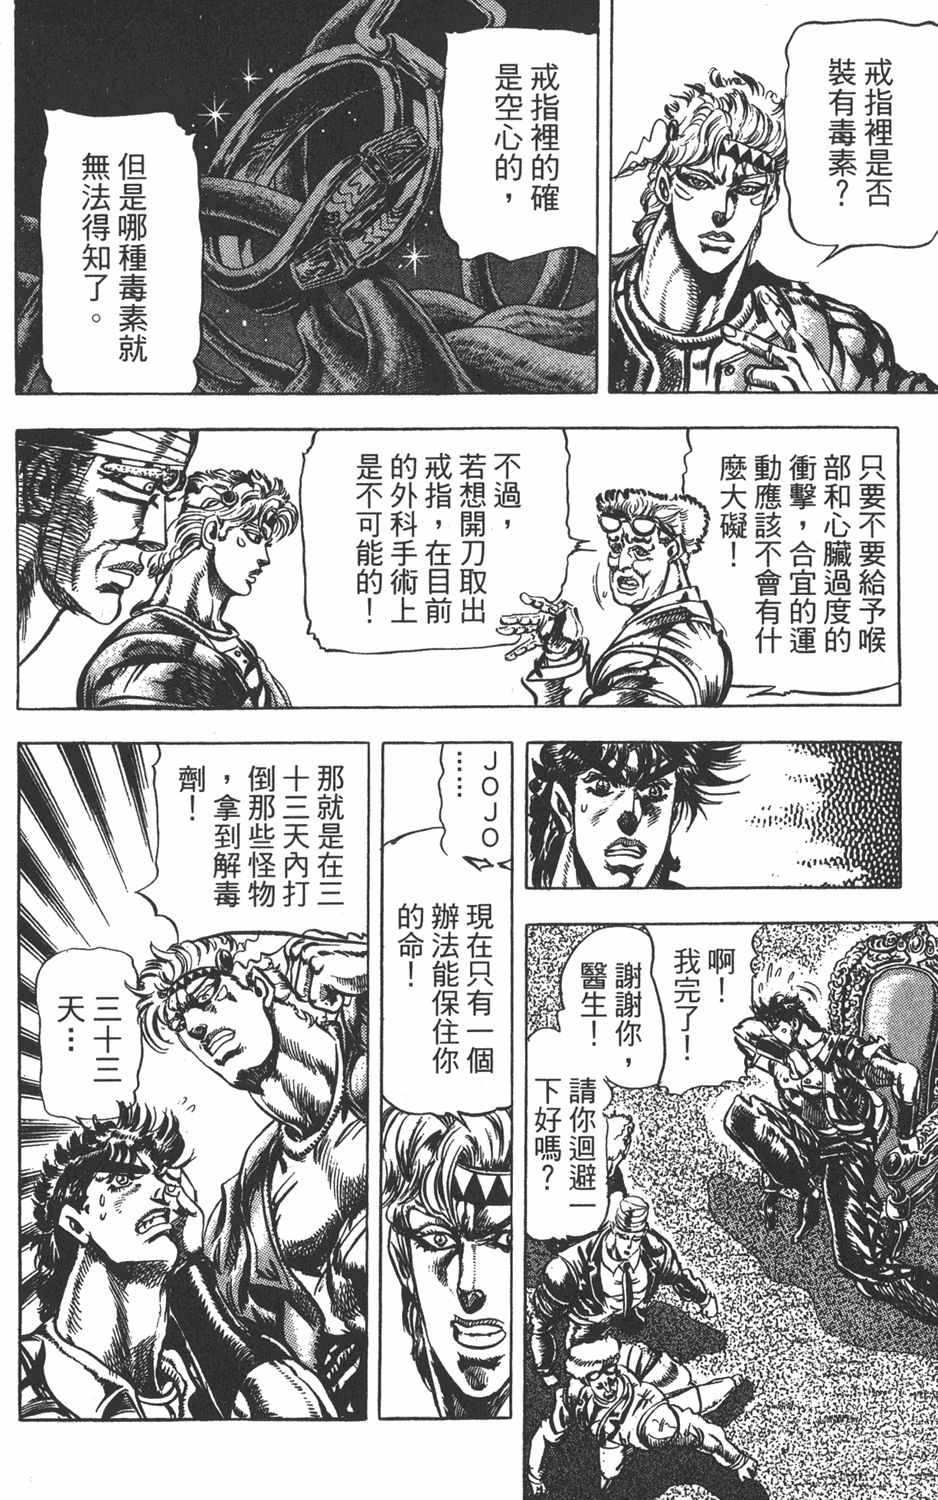 戒指裡是否
裝有毒素?
戒指裡的確
是空心的,
但是哪種毒素就
無法得知了。
只要不要給予喉
部和心臟過度的
衝擊,合宜的運
動應該不會有什
麼大礙!
不過,
若想開刀取出
戒指,在目前
的外科手術上
是不可能的!
啊!
我完了!
謝謝你,
醫生!
請你迴避一
下好嗎?
JOJO
……
現在只有一個
辦法能保住你
的命!
那就是在三
十三天內打
倒那些怪物
,拿到解毒
劑!
三十三
天…